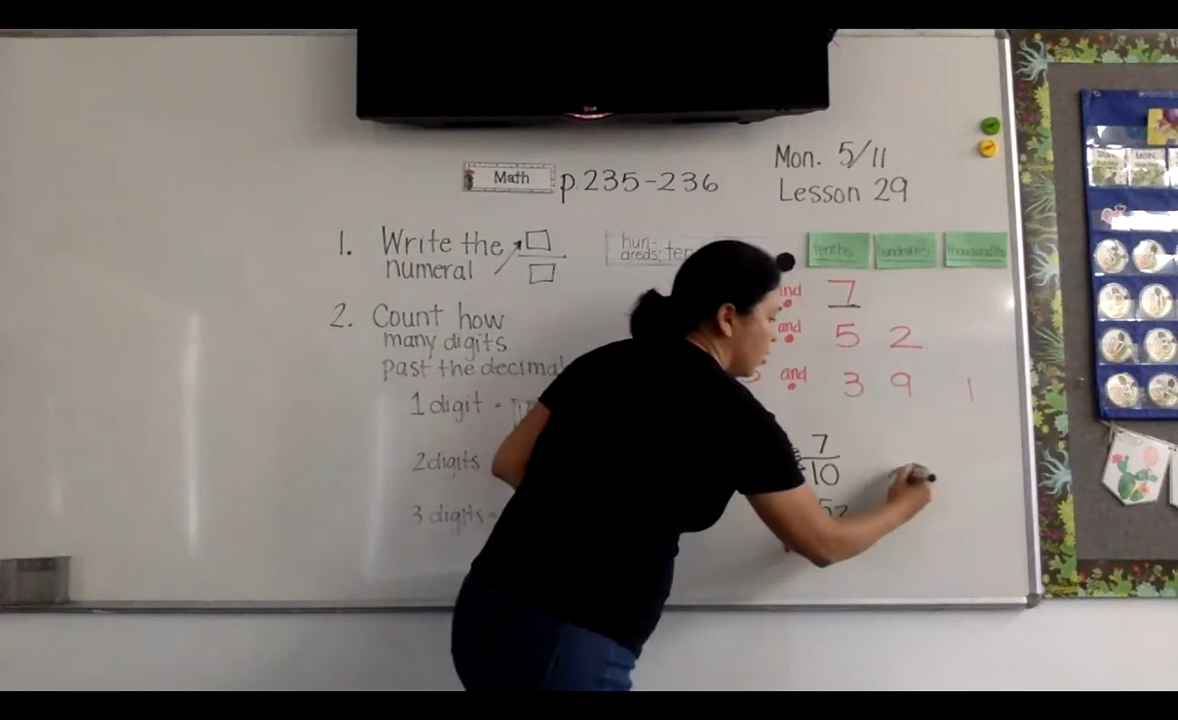 Mon. 5/11
Math p.235-236
Lesson 29
1. Write the
numeral
hun-
dreds;
tenths hundredths thousandths
and 7
2. Count how
many digits
past the decimal
and 5 2
and 3 9 1
1 digit =
2 digits
3 digits =
7
10
52